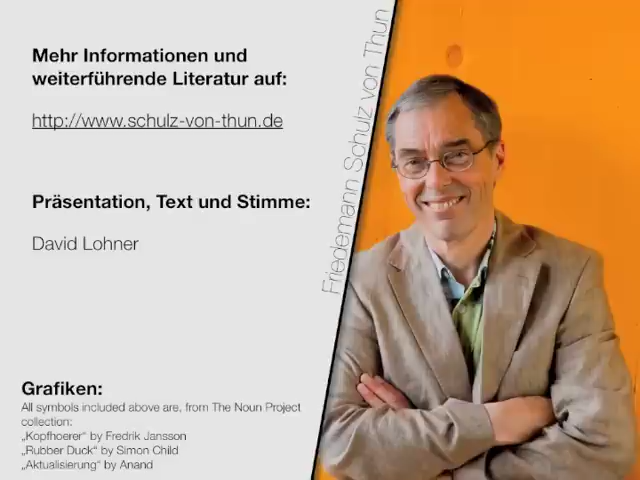 Mehr Informationen und
weiterführende Literatur auf:
http://www.schulz-von-thun.de
Präsentation, Text und Stimme:
David Lohner
Grafiken:
All symbols included above are, from The Noun Project
collection:
„Kopfhoerer“ by Fredrik Jansson
„Rubber Duck“ by Simon Child
„Aktualisierung“ by Anand
Friedemann Schulz von Thun